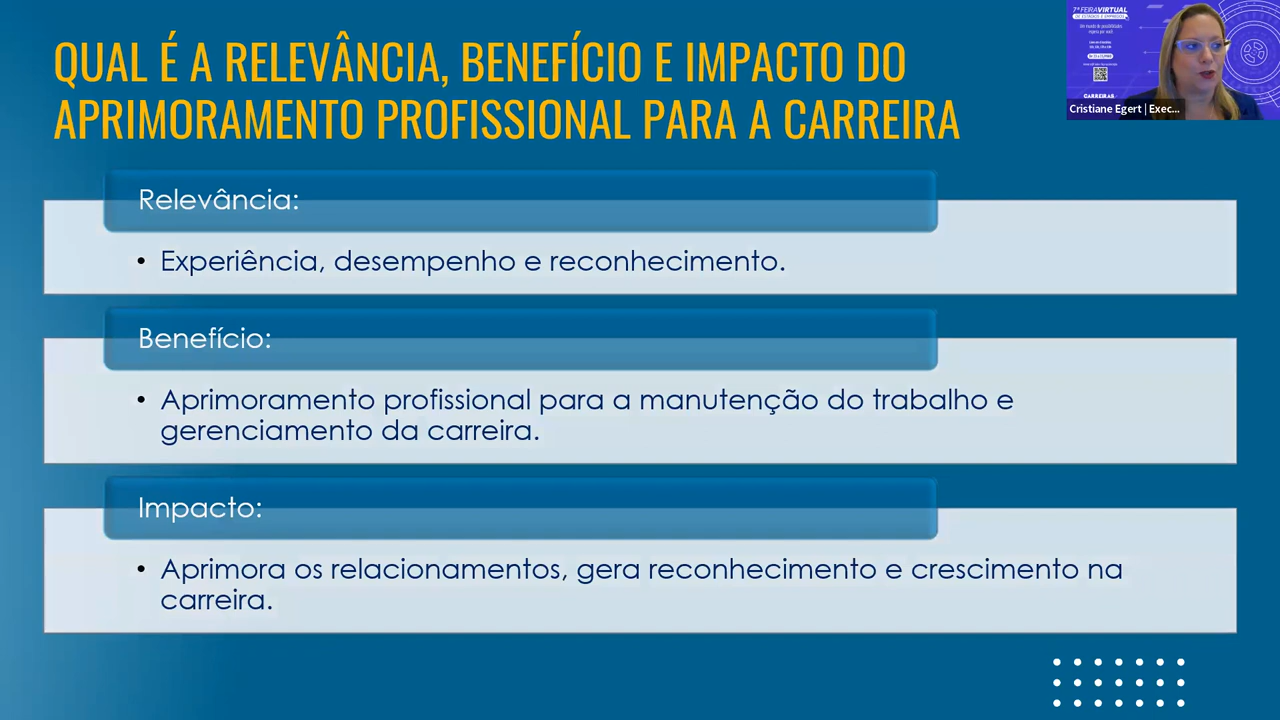 QUAL É A RELEVÂNCIA, BENEFÍCIO E IMPACTO DO
APRIMORAMENTO PROFISSIONAL PARA A CARREIRA
Relevância:
• Experiência, desempenho e reconhecimento.
Benefício:
• Aprimoramento profissional para a manutenção do trabalho e
gerenciamento da carreira.
Impacto:
• Aprimora os relacionamentos, gera reconhecimento e crescimento na
carreira.
7ª FEIRA VIRTUAL
DE ESTÁGIOS E EMPREGOS
CARREIRAS
Cristiane Egert | Exec...